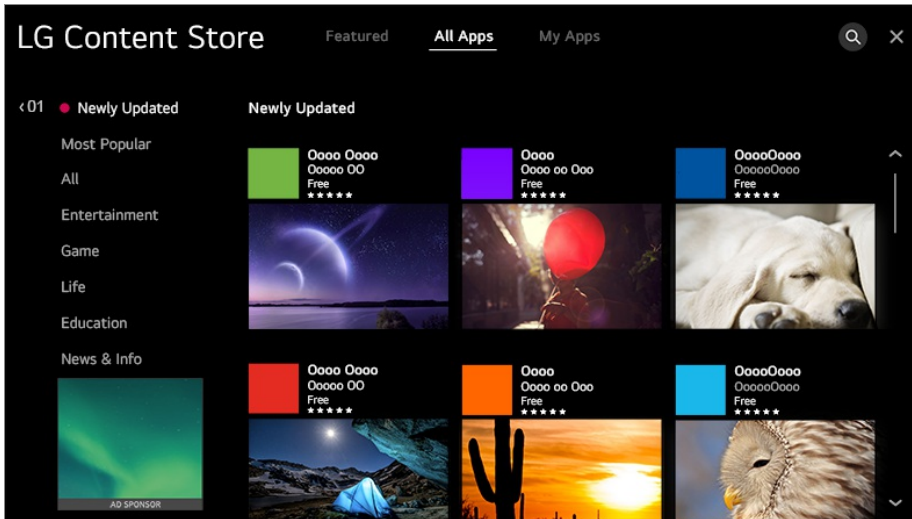 LG Content Store
Featured
All Apps
My Apps
‹01
Newly Updated
Most Popular
All
Entertainment
Game
Life
Education
News & Info
AD SPONSOR
Newly Updated
Oooo Oooo
Ooooo OO
Free
★★★★★
Oooo
Oooo oo Ooo
Free
★★★★★
OoooOooo
OooooOooo
Free
★★★★★
Oooo Oooo
Ooooo OO
Free
★★★★★
Oooo
Oooo oo Ooo
Free
★★★★★
OoooOooo
OooooOooo
Free
★★★★★